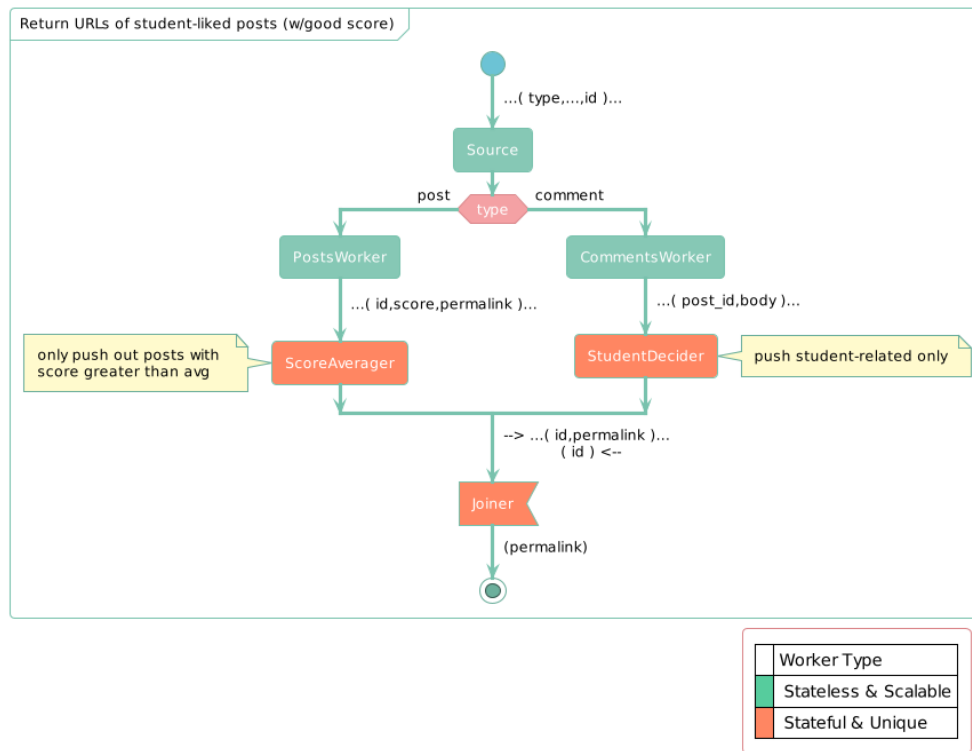 Return URLs of student-liked posts (w/good score)
...( type,...,id )...
Source
post
type
comment
PostsWorker
CommentsWorker
...( id,score,permalink )...
...( post_id,body )...
only push out posts with
score greater than avg
ScoreAverager
StudentDecider
push student-related only
--> ...( id,permalink )...
( id ) <--
Joiner
(permalink)
Worker Type
Stateless & Scalable
Stateful & Unique